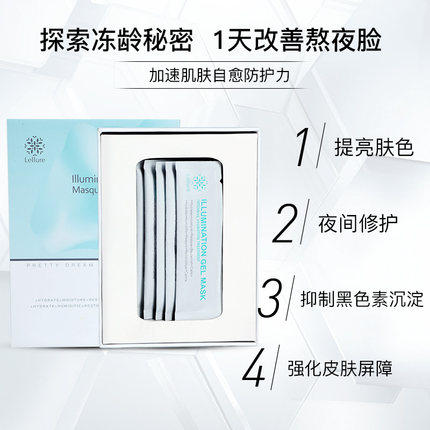 探索冻龄秘密 1天改善熬夜脸
加速肌肤自愈防护力
Lellure
Illumin
Masqu
PRETTY DREAM
ILLUMINATION GEL MASK
1 提亮肤色
2 夜间修护
3 抑制黑色素沉淀
4 强化皮肤屏障